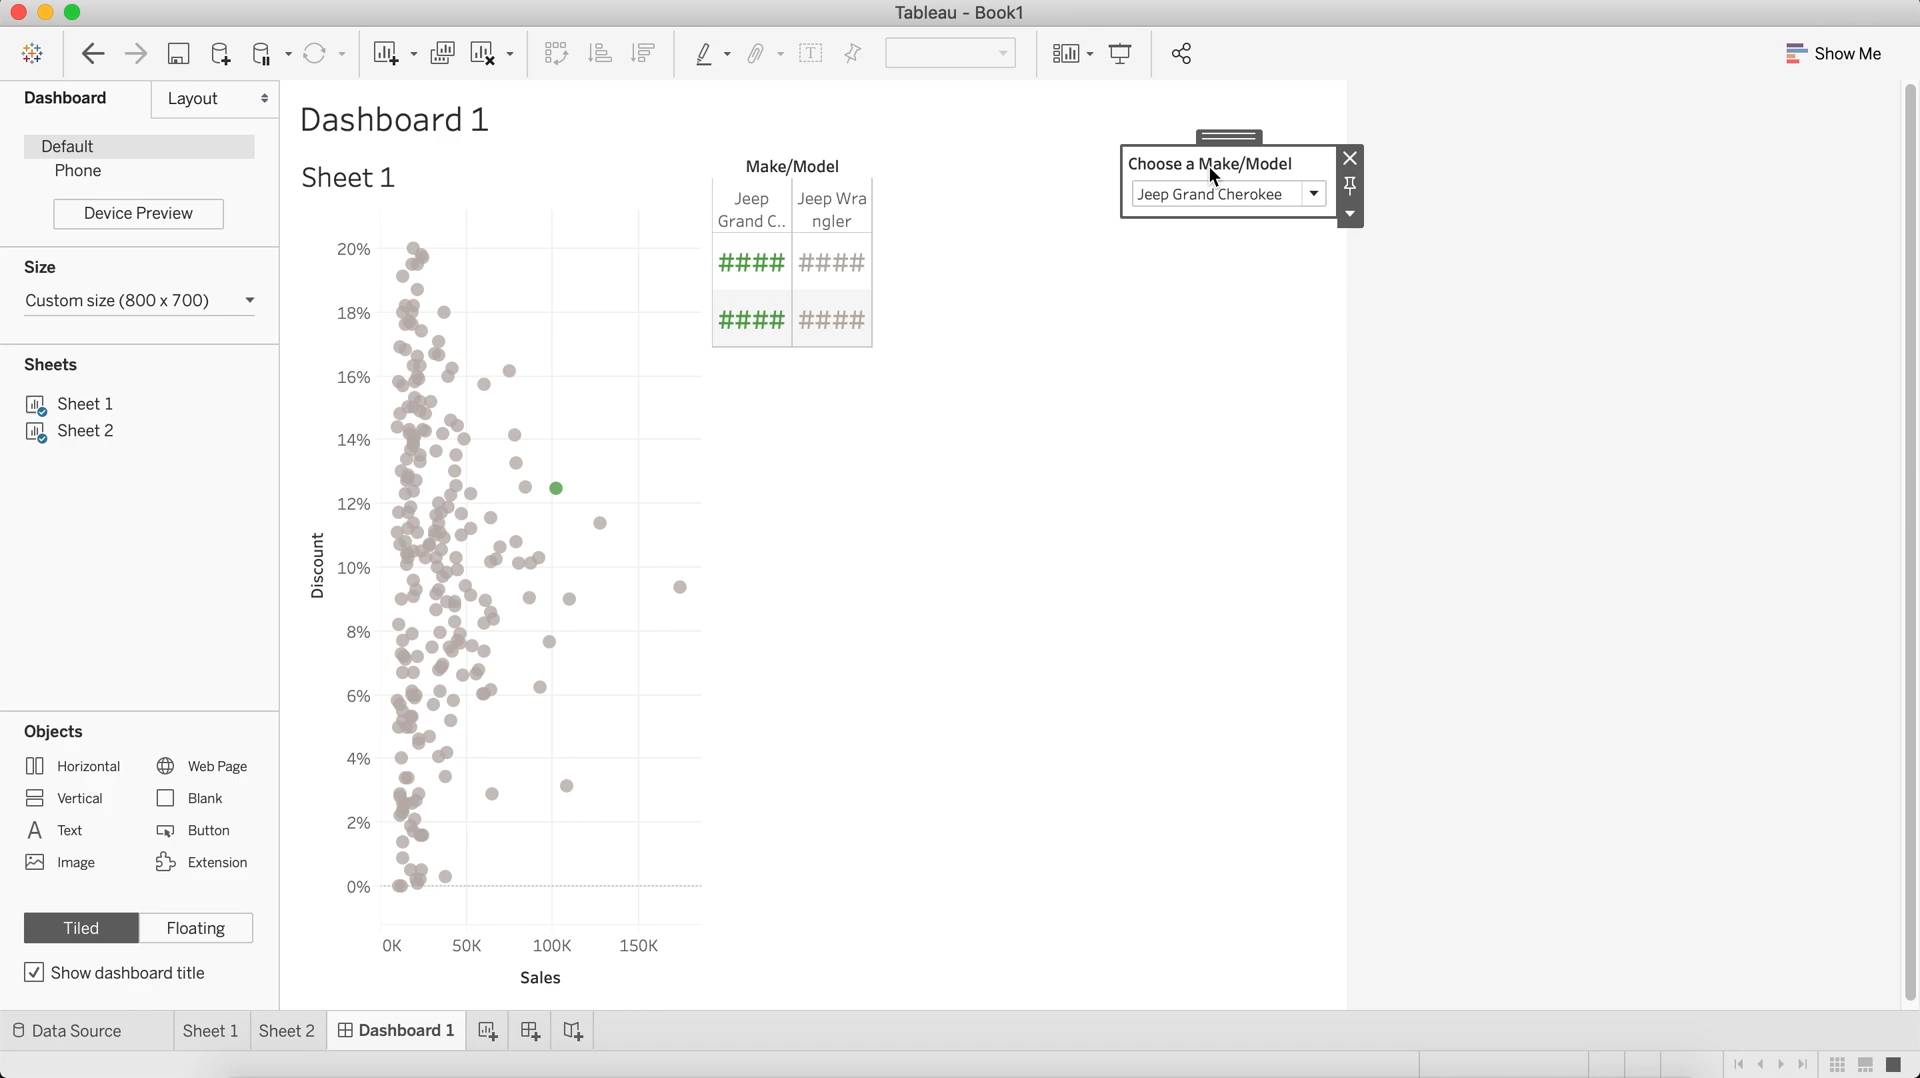 Tableau - Book1
Show Me
Dashboard
Layout
Default
Phone
Device Preview
Size
Custom size (800 x 700)
Sheets
Sheet 1
Sheet 2
Objects
Horizontal
Web Page
Vertical
Blank
Text
Button
Image
Extension
Tiled
Floating
Show dashboard title
Dashboard 1
Sheet 1
20%
18%
16%
14%
12%
10%
8%
6%
4%
2%
0%
Discount
0K
50K
100K
150K
Sales
Make/Model
Jeep
Grand C..
Jeep Wra
ngler
####
####
####
####
Choose a Make/Model
Jeep Grand Cherokee
Data Source
Sheet 1
Sheet 2
Dashboard 1